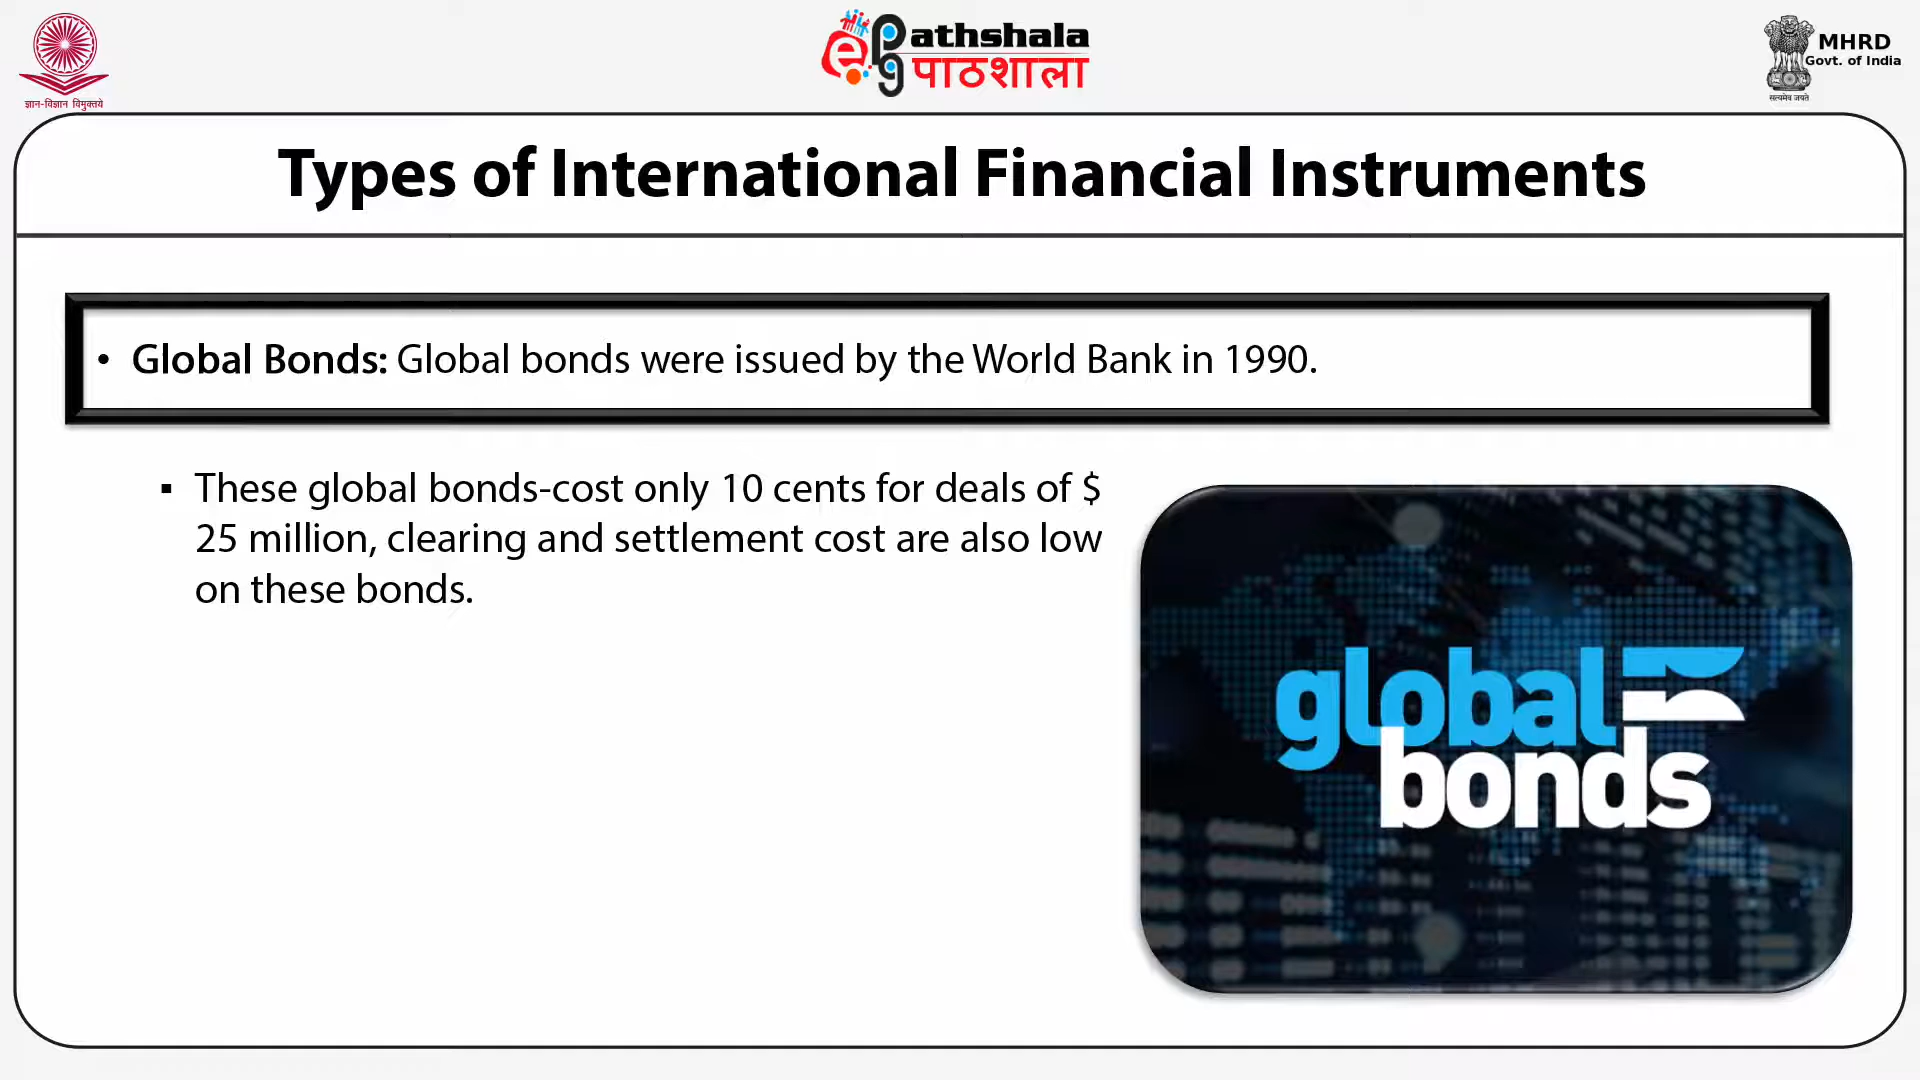 ज्ञान-विज्ञान विमुक्तये
ePathshala
पाठशाला
MHRD
Govt. of India
सत्यमेव जयते
Types of International Financial Instruments
• Global Bonds: Global bonds were issued by the World Bank in 1990.
▪ These global bonds-cost only 10 cents for deals of $
25 million, clearing and settlement cost are also low
on these bonds.
global
bonds